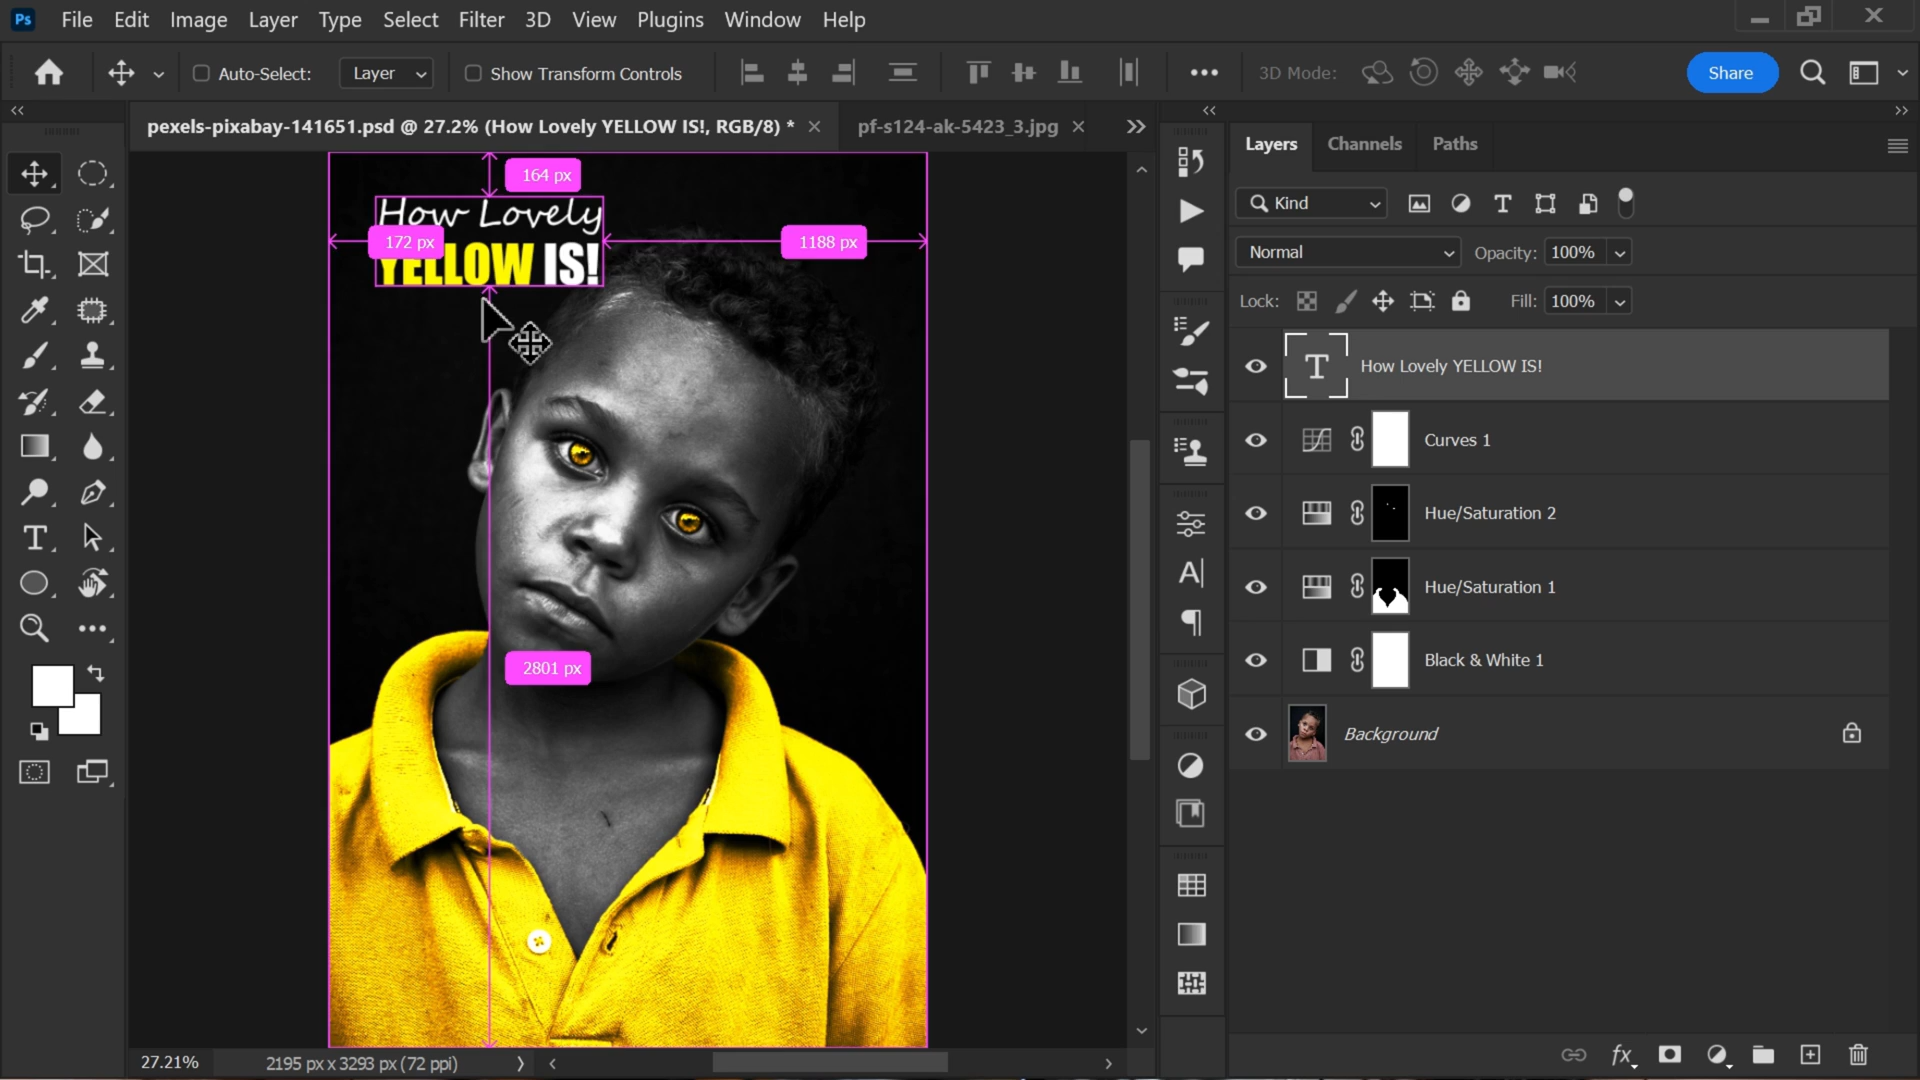 Ps File Edit Image Layer Type Select Filter 3D View Plugins Window Help
Auto-Select: Layer Show Transform Controls 3D Mode: Share
pexels-pixabay-141651.psd @ 27.2% (How Lovely YELLOW IS!, RGB/8) * pf-s124-ak-5423_3.jpg
164 px
How Lovely
172 px
1188 px
YELLOW IS!
2801 px
27.21% 2195 px x 3293 px (72 ppi)
Layers Channels Paths
Kind
Normal Opacity: 100%
Lock: Fill: 100%
How Lovely YELLOW IS!
Curves 1
Hue/Saturation 2
Hue/Saturation 1
Black & White 1
Background